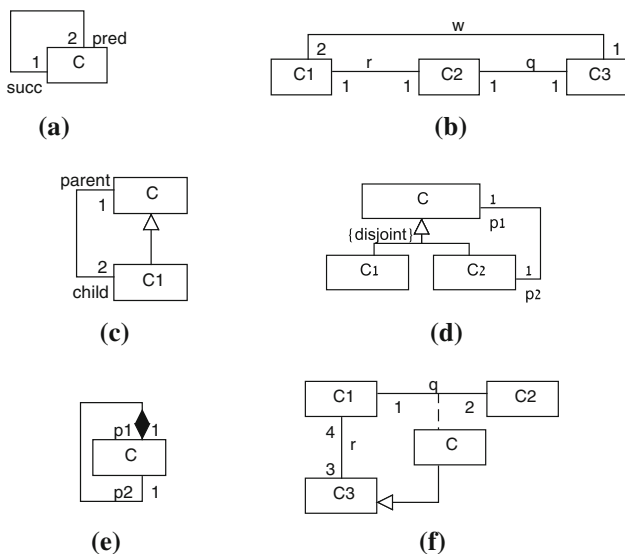 2
pred
1
C
succ
(a)
w
2
1
C1
r
C2
q
C3
1
1
1
1
(b)
parent
C
1
2
C1
child
(c)
C
1
p1
{disjoint}
C1
C2
1
p2
(d)
p1
1
C
p2
1
(e)
C1
q
C2
1
2
4
r
C
3
C3
(f)